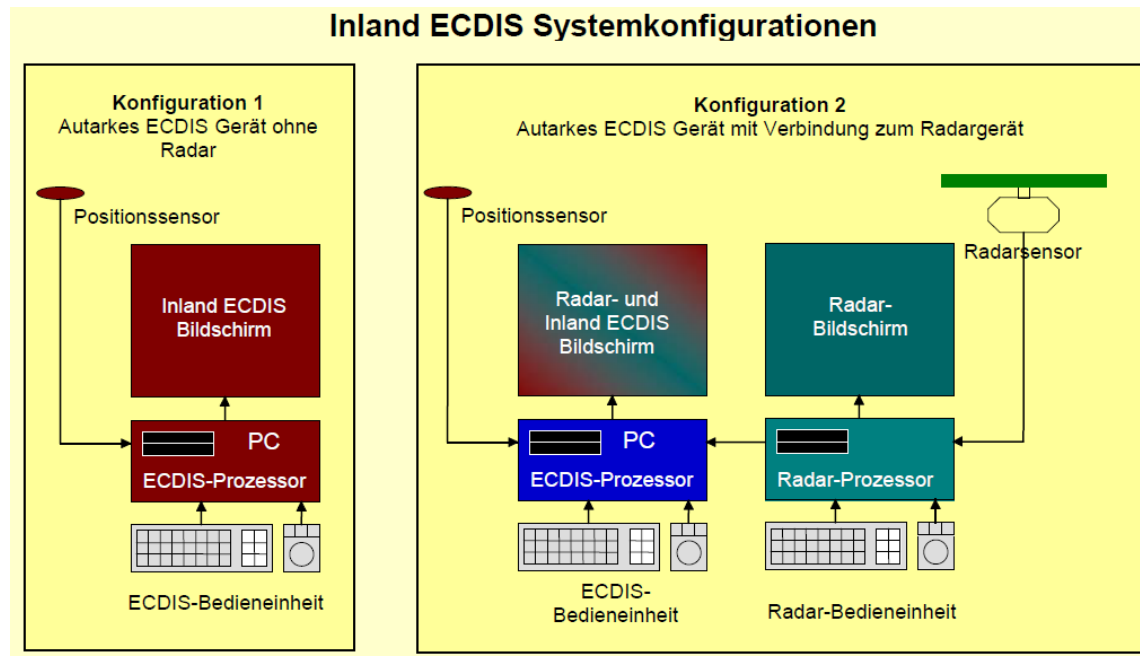 Inland ECDIS Systemkonfigurationen
Konfiguration 1
Autarkes ECDIS Gerät ohne
Radar
Positionssensor
Inland ECDIS
Bildschirm
PC
ECDIS-Prozessor
ECDIS-Bedieneinheit
Konfiguration 2
Autarkes ECDIS Gerät mit Verbindung zum Radargerät
Positionssensor
Radarsensor
Radar- und
Inland ECDIS
Bildschirm
Radar-
Bildschirm
PC
ECDIS-Prozessor
Radar-Prozessor
ECDIS-
Bedieneinheit
Radar-Bedieneinheit